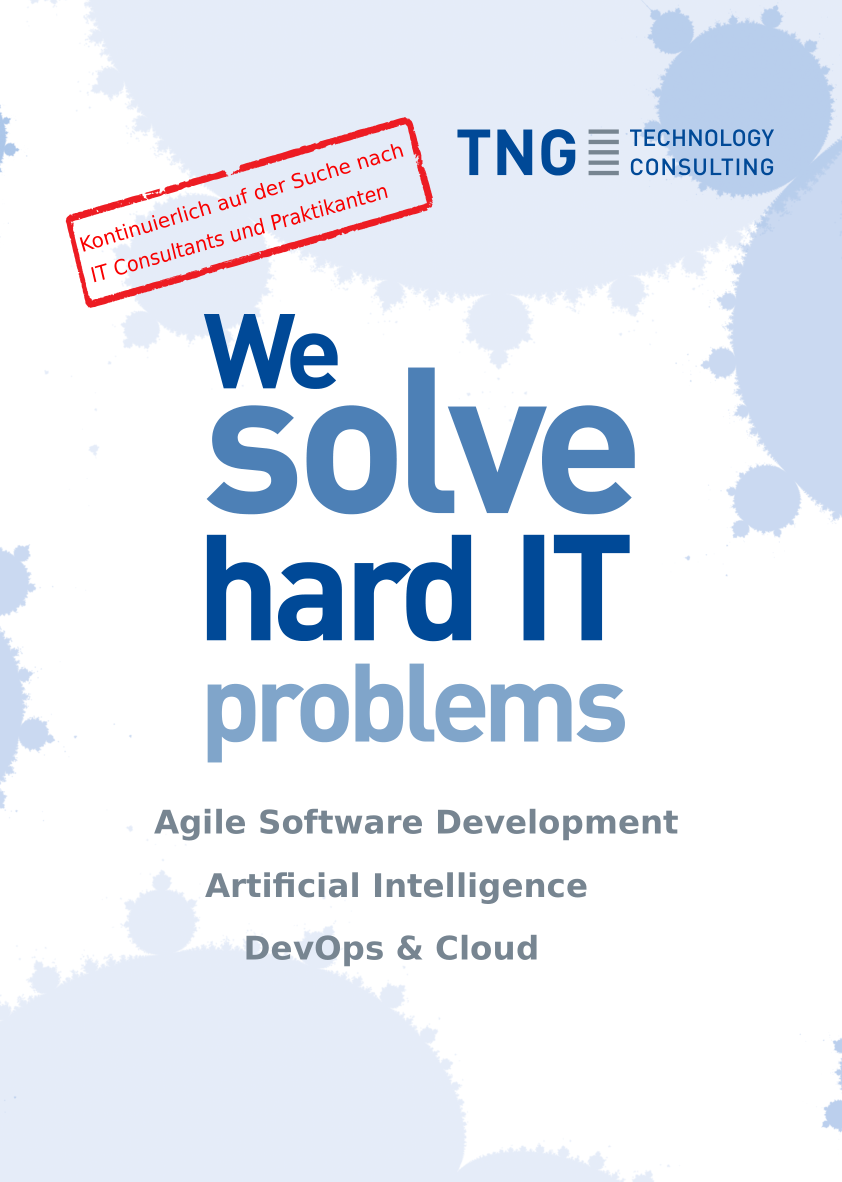 TNG TECHNOLOGY
CONSULTING
Kontinuierlich auf der Suche nach
IT Consultants und Praktikanten
We
solve
hard IT
problems
Agile Software Development
Artificial Intelligence
DevOps & Cloud